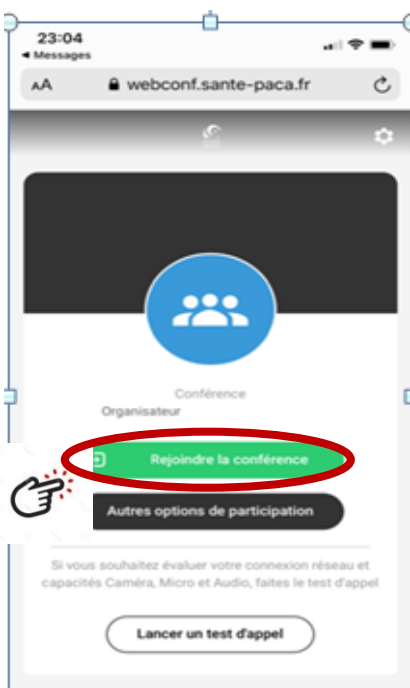 23:04
◀ Messages
AA webconf.sante-paca.fr
Conférence
Organisateur
Rejoindre la conférence
Autres options de participation
Si vous souhaitez évaluer votre connexion réseau et
capacités Caméra, Micro et Audio, faites le test d'appel
Lancer un test d'appel